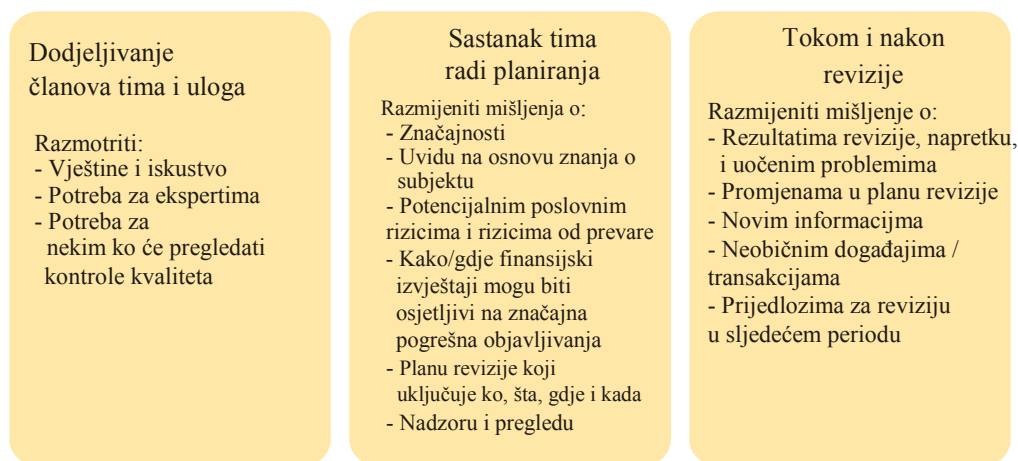 Dodjeljivanje
članova tima i uloga
Razmotriti:
- Vještine i iskustvo
- Potreba za ekspertima
- Potreba za
nekim ko će pregledati
kontrole kvaliteta
Sastanak tima
radi planiranja
Razmijeniti mišljenja o:
- Značajnosti
- Uvidu na osnovu znanja o
subjektu
- Potencijalnim poslovnim
rizicima i rizicima od prevare
- Kako/gdje finansijski
izvještaji mogu biti
osjetljivi na značajna
pogrešna objavljivanja
- Planu revizije koji
uključuje ko, šta, gdje i kada
- Nadzoru i pregledu
Tokom i nakon
revizije
Razmijeniti mišljenje o:
- Rezultatima revizije, napretku,
i uočenim problemima
- Promjenama u planu revizije
- Novim informacijma
- Neobičnim događajima /
transakcijama
- Prijedlozima za reviziju
u sljedećem periodu